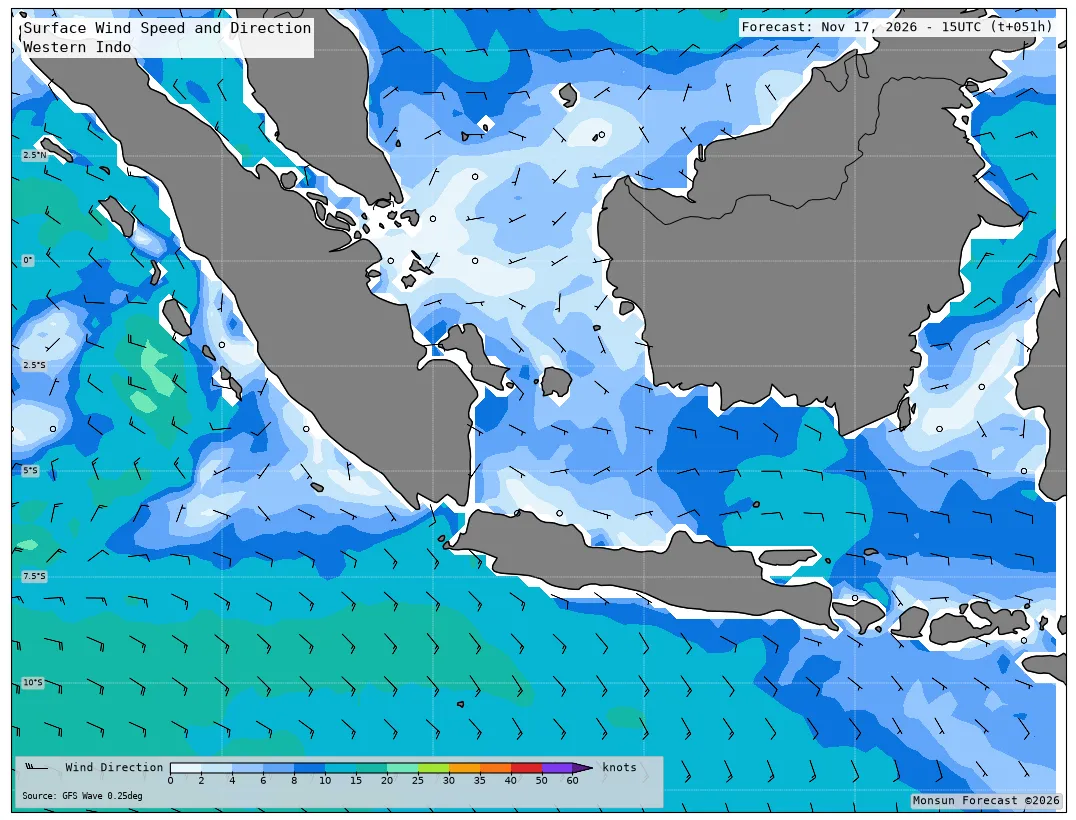 Surface Wind Speed and Direction
Western Indo
Forecast: Nov 17, 2026 - 15UTC (t+051h)
2.5°N
0°
2.5°S
5°S
7.5°S
10°S
Wind Direction
0 2 4 6 8 10 15 20 25 30 35 40 50 60
knots
Source: GFS Wave 0.25deg
Monsun Forecast ©2026